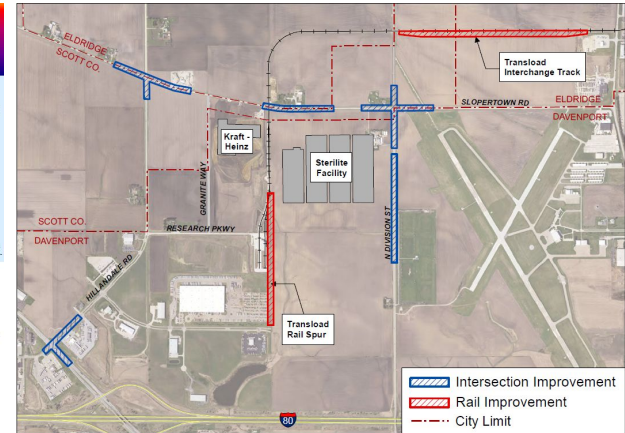 ELDRIDGE
SCOTT CO.
Transload
Interchange Track
SLOPERTOWN RD
ELDRIDGE
DAVENPORT
Kraft -
Heinz
Sterilite
Facility
GRANITE WAY
N DIVISION ST
SCOTT CO.
DAVENPORT
RESEARCH PKWY
HILLANDALE RD
Transload
Rail Spur
80
Intersection Improvement
Rail Improvement
City Limit